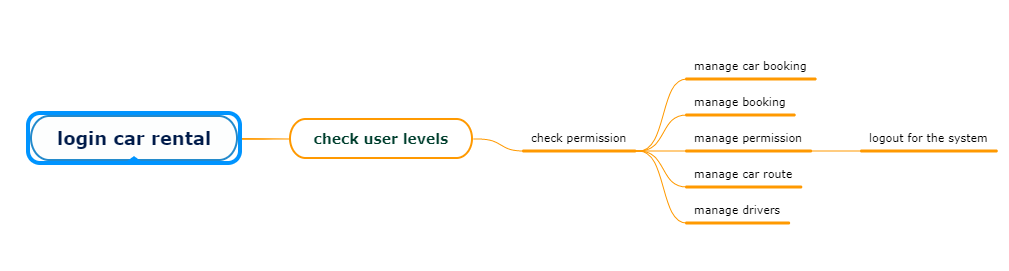 login car rental
check user levels
check permission
manage car booking
manage booking
manage permission
logout for the system
manage car route
manage drivers